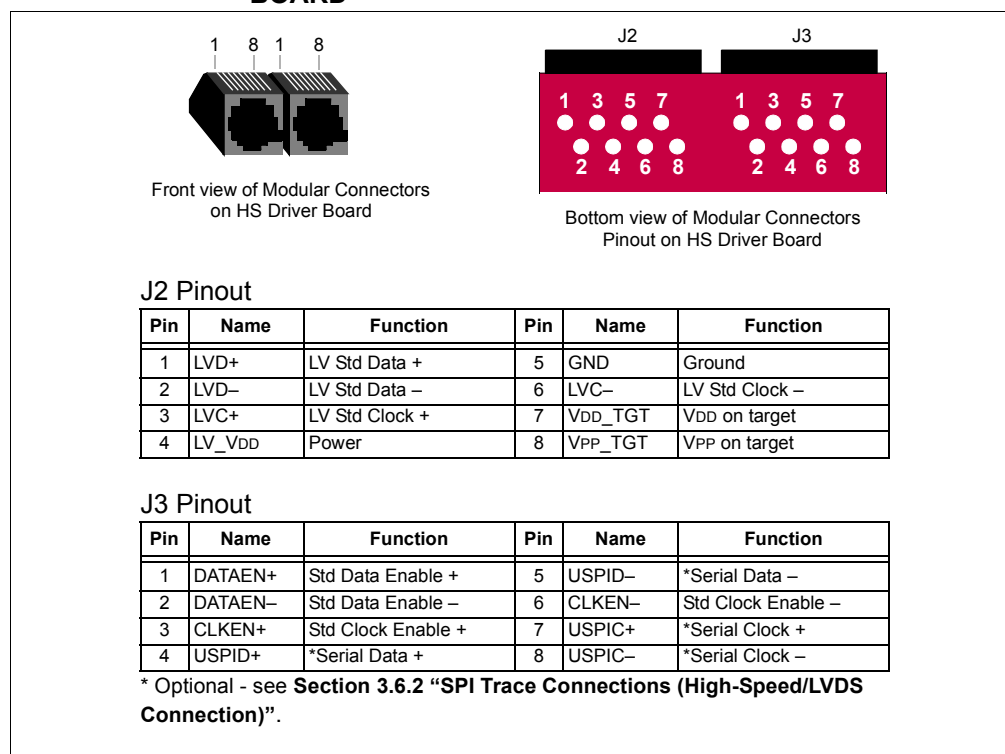 BOARD
1 8 1 8
J2 J3
1 3 5 7 1 3 5 7
2 4 6 8 2 4 6 8
Front view of Modular Connectors
on HS Driver Board
Bottom view of Modular Connectors
Pinout on HS Driver Board
J2 Pinout
Pin Name Function Pin Name Function
1 LVD+ LV Std Data + 5 GND Ground
2 LVD– LV Std Data – 6 LVC– LV Std Clock –
3 LVC+ LV Std Clock + 7 VDD_TGT VDD on target
4 LV_VDD Power 8 VPP_TGT VPP on target
J3 Pinout
Pin Name Function Pin Name Function
1 DATAEN+ Std Data Enable + 5 USPID– *Serial Data –
2 DATAEN– Std Data Enable – 6 CLKEN– Std Clock Enable –
3 CLKEN+ Std Clock Enable + 7 USPIC+ *Serial Clock +
4 USPID+ *Serial Data + 8 USPIC– *Serial Clock –
* Optional - see Section 3.6.2 “SPI Trace Connections (High-Speed/LVDS
Connection)”.